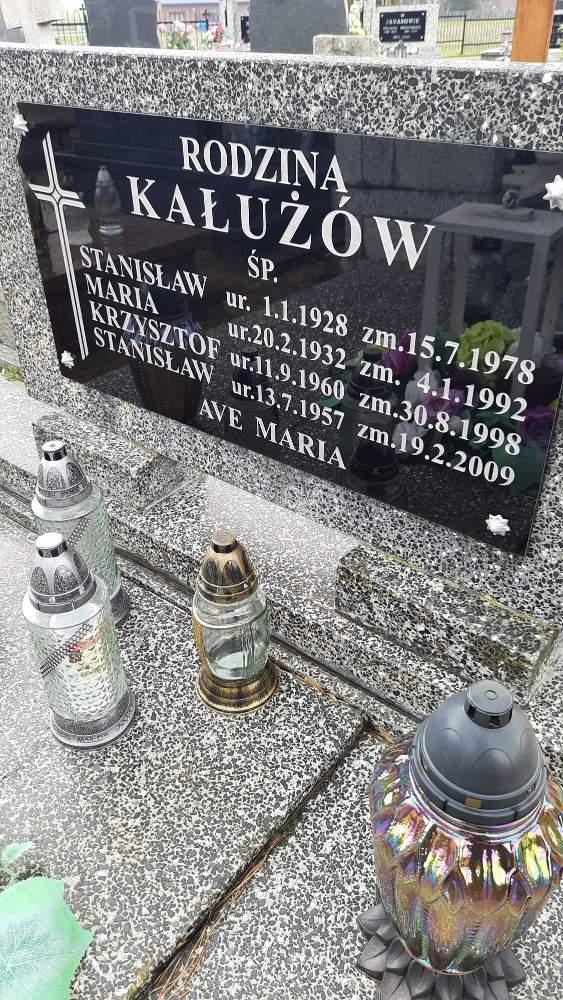 RODZINA
KAŁUŻÓW
ŚP.
STANISŁAW ur. 1.1.1928 zm.15.7.1978
MARIA ur.20.2.1932 zm. 4.1.1992
KRZYSZTOF ur.11.9.1960 zm.30.8.1998
STANISŁAW ur.13.7.1957 zm.19.2.2009
AVE MARIA